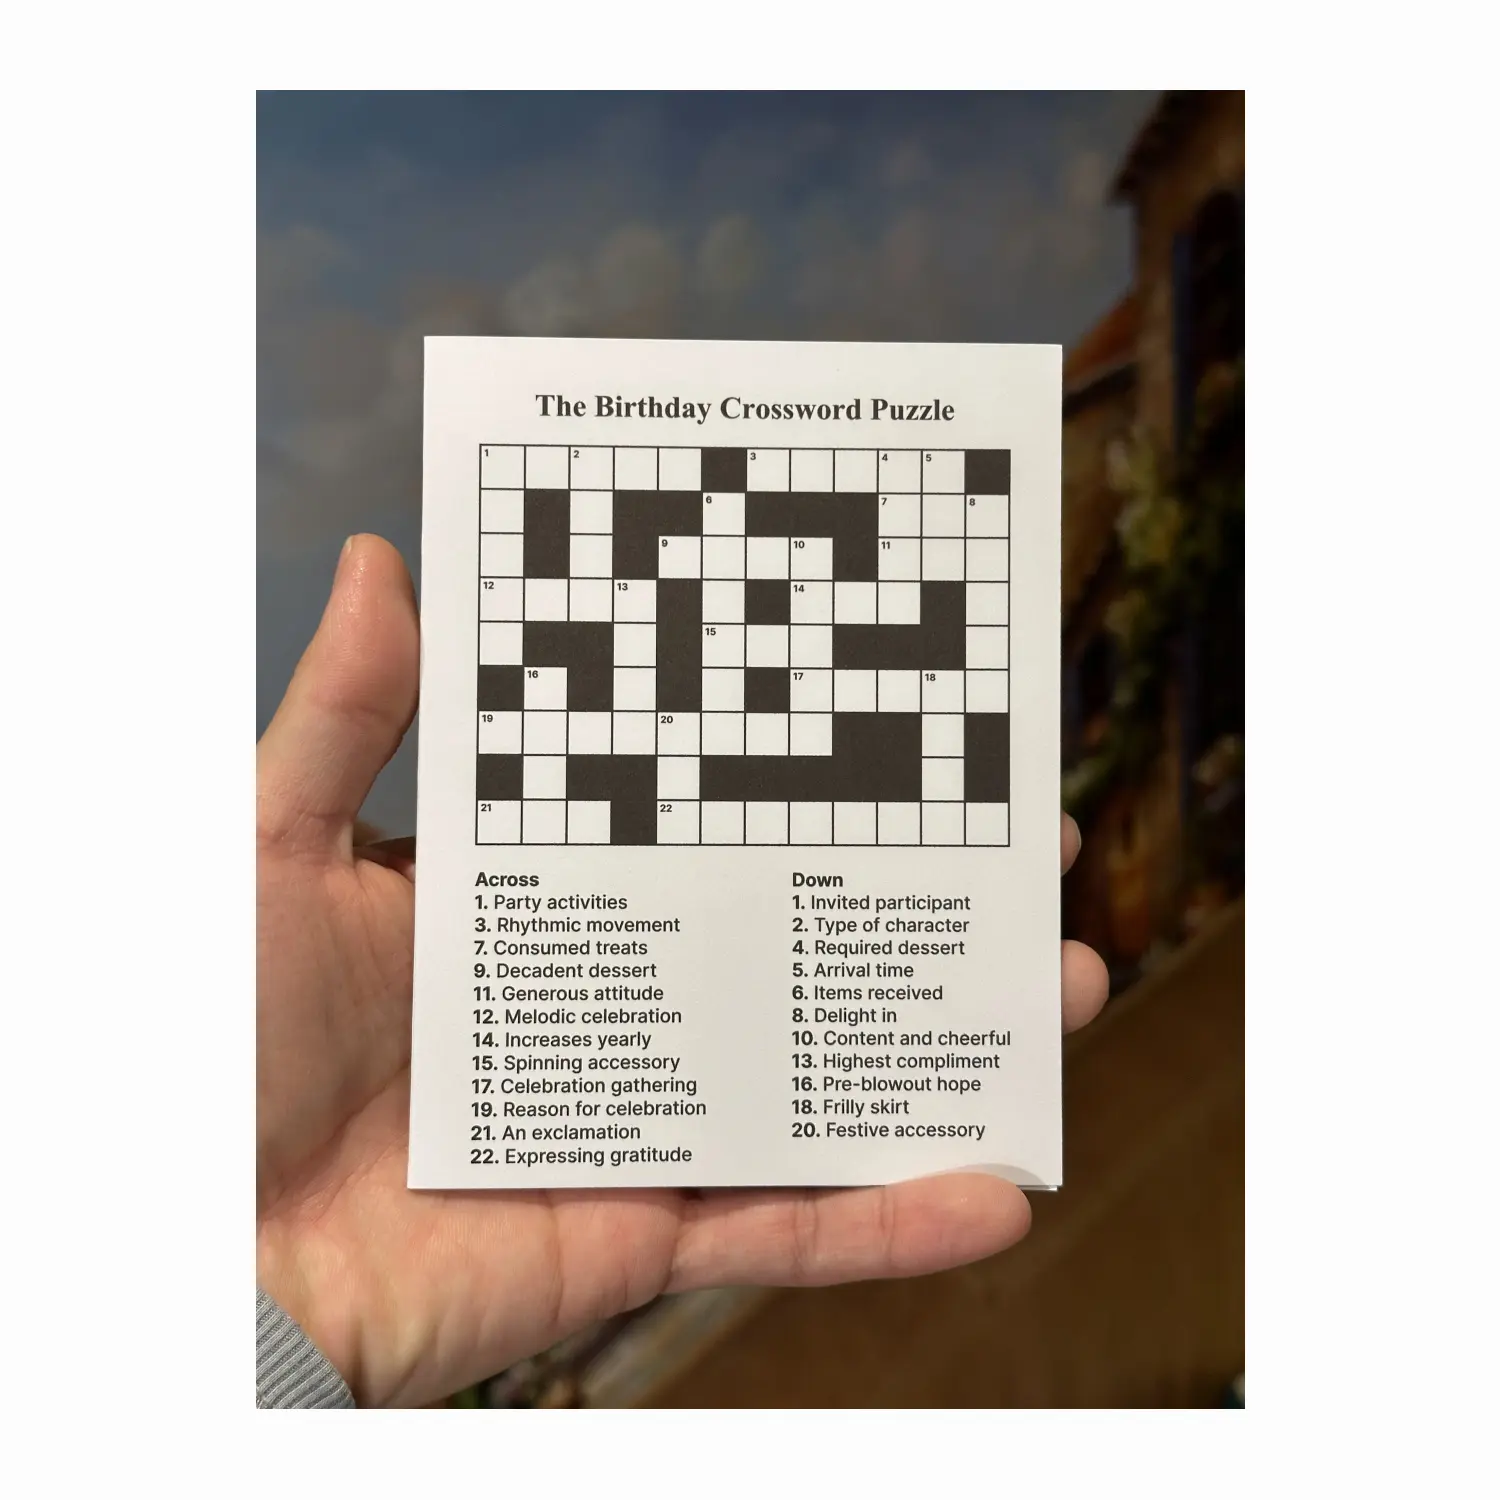 The Birthday Crossword Puzzle
1 2 3 4 5
6 7 8
9 10 11
12 13 14
15
16 17 18
19 20
21 22
Across
1. Party activities
3. Rhythmic movement
7. Consumed treats
9. Decadent dessert
11. Generous attitude
12. Melodic celebration
14. Increases yearly
15. Spinning accessory
17. Celebration gathering
19. Reason for celebration
21. An exclamation
22. Expressing gratitude
Down
1. Invited participant
2. Type of character
4. Required dessert
5. Arrival time
6. Items received
8. Delight in
10. Content and cheerful
13. Highest compliment
16. Pre-blowout hope
18. Frilly skirt
20. Festive accessory